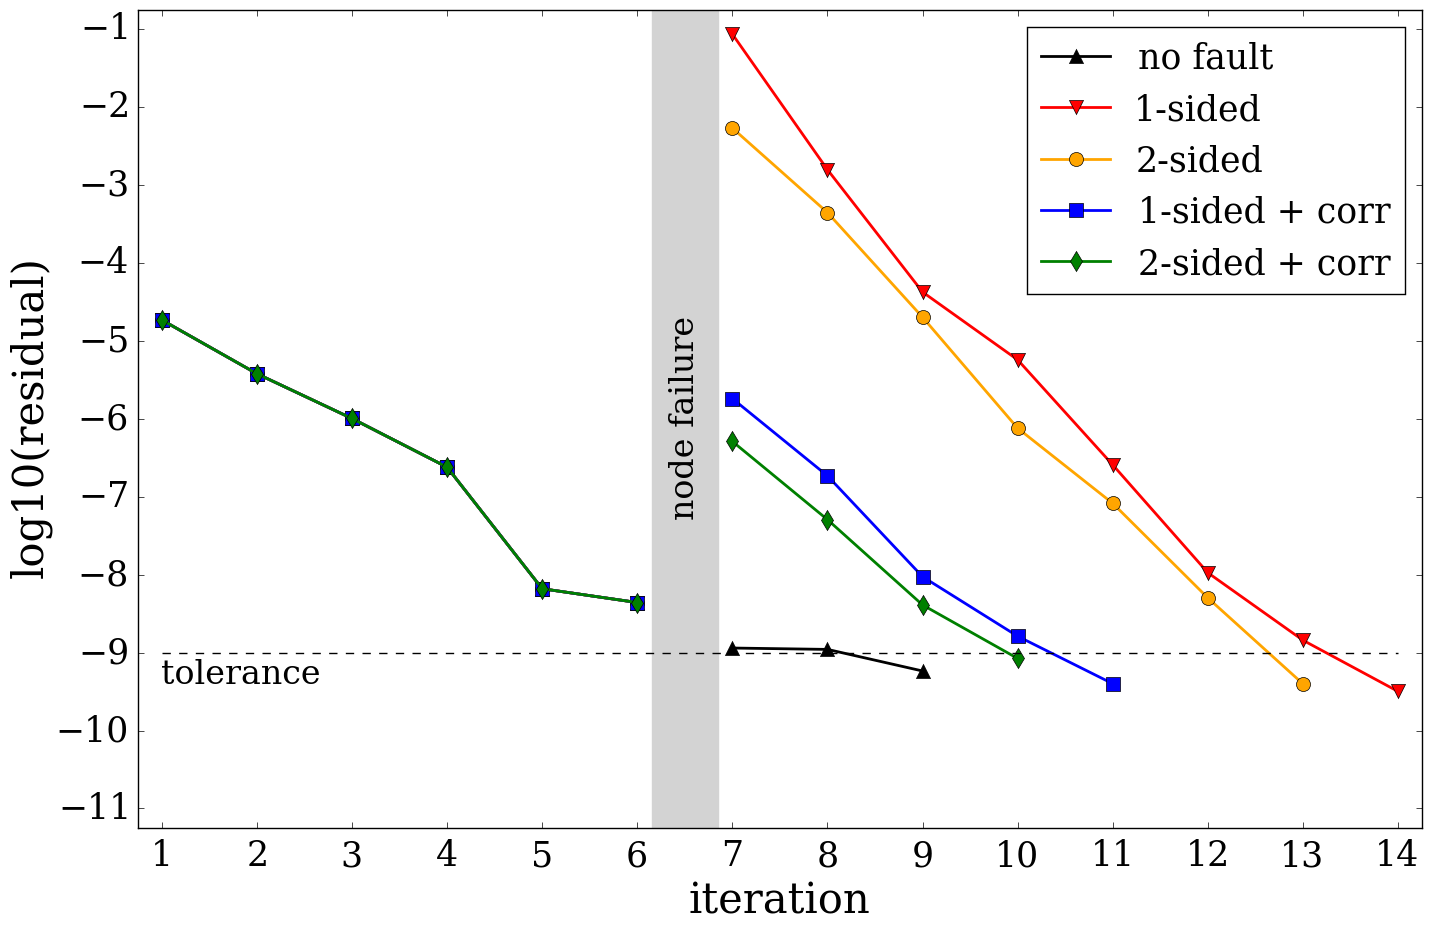 −1
−2
−3
−4
−5
−6
−7
−8
−9
−10
−11
log10(residual)
node failure
tolerance
no fault
1-sided
2-sided
1-sided + corr
2-sided + corr
1 2 3 4 5 6 7 8 9 10 11 12 13 14
iteration